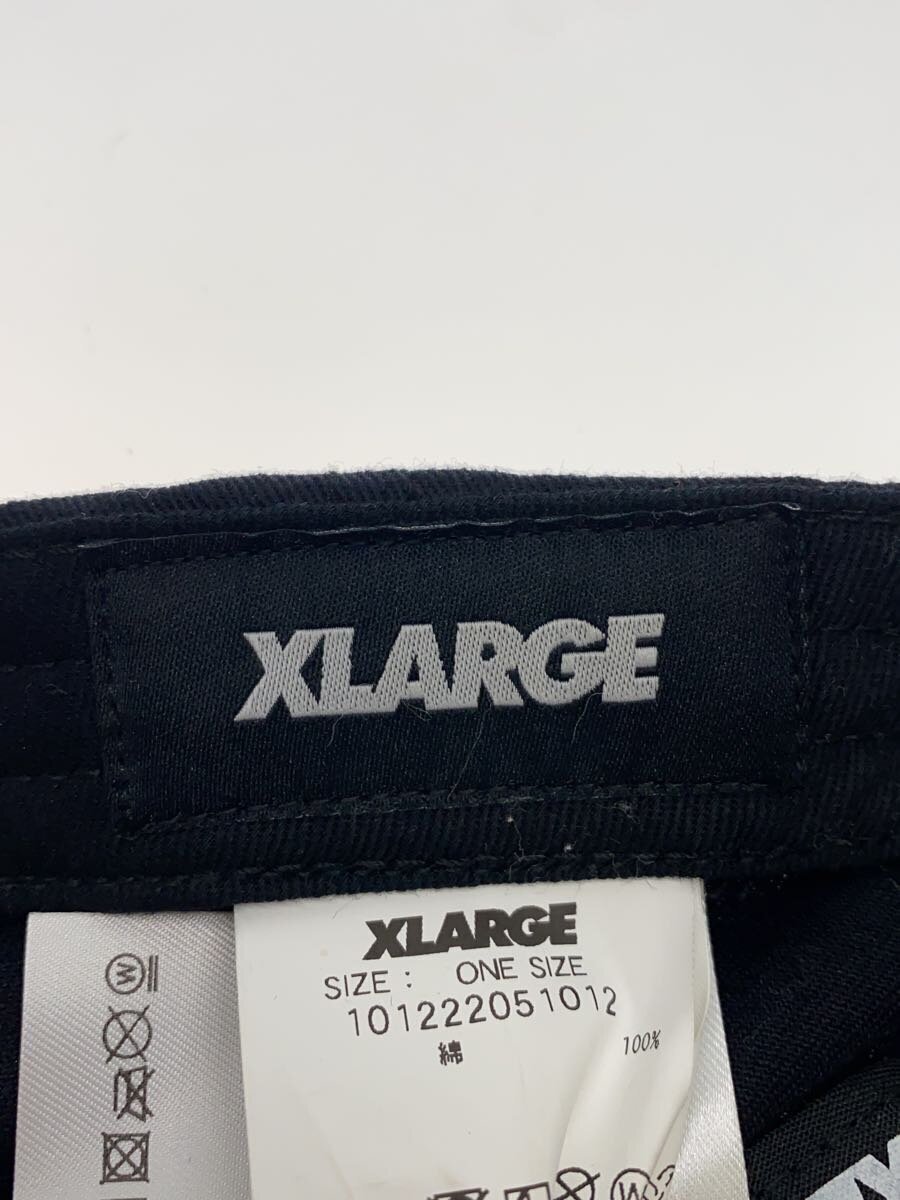 XLARGE
XLARGE
SIZE : ONE SIZE
101222051012
綿 100%